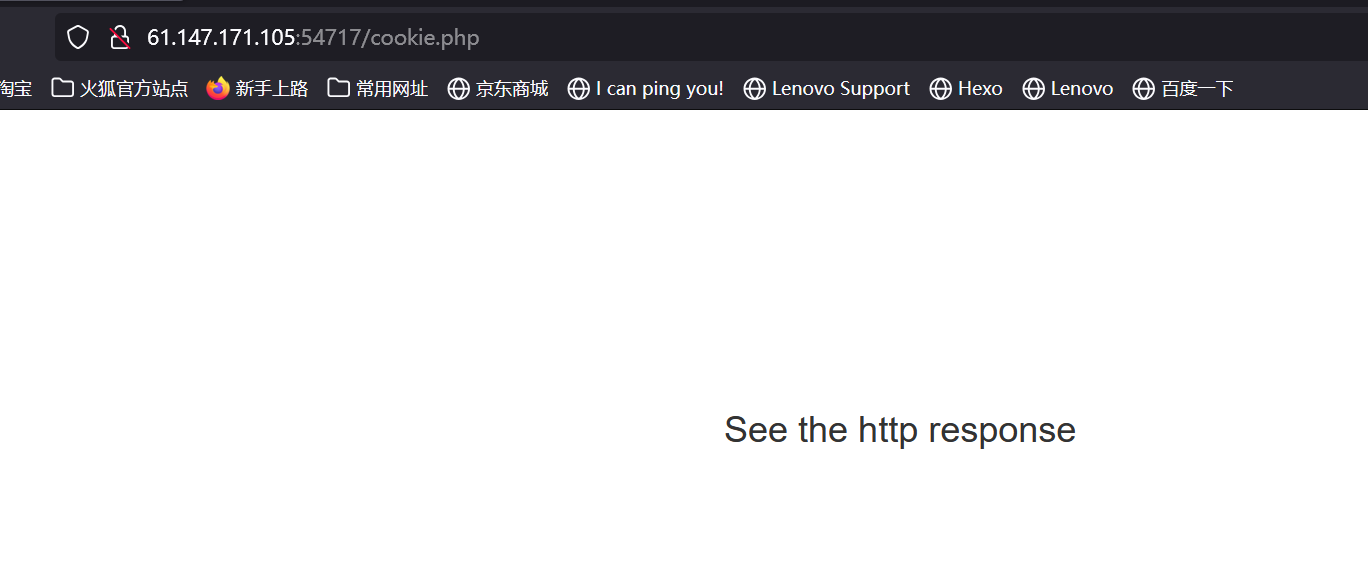 61.147.171.105:54717/cookie.php
淘宝 火狐官方站点 新手上路 常用网址 京东商城 I can ping you! Lenovo Support Hexo Lenovo 百度一下
See the http response